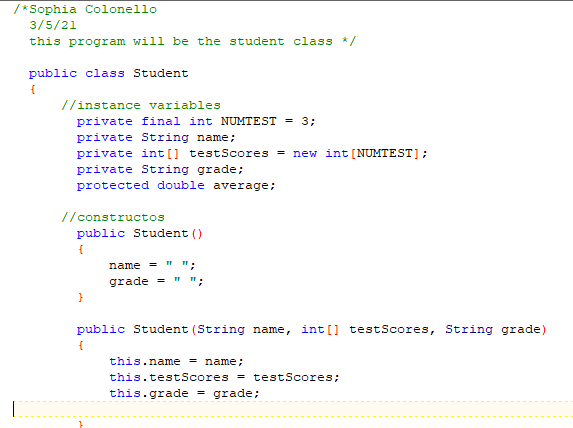 /*Sophia Colonello
3/5/21
this program will be the student class */
public class Student
{
//instance variables
private final int NUMTEST = 3;
private String name;
private int[] testScores = new int[NUMTEST];
private String grade;
protected double average;
//constructos
public Student()
{
name = " ";
grade = " ";
}
public Student(String name, int[] testScores, String grade)
{
this.name = name;
this.testScores = testScores;
this.grade = grade;
}